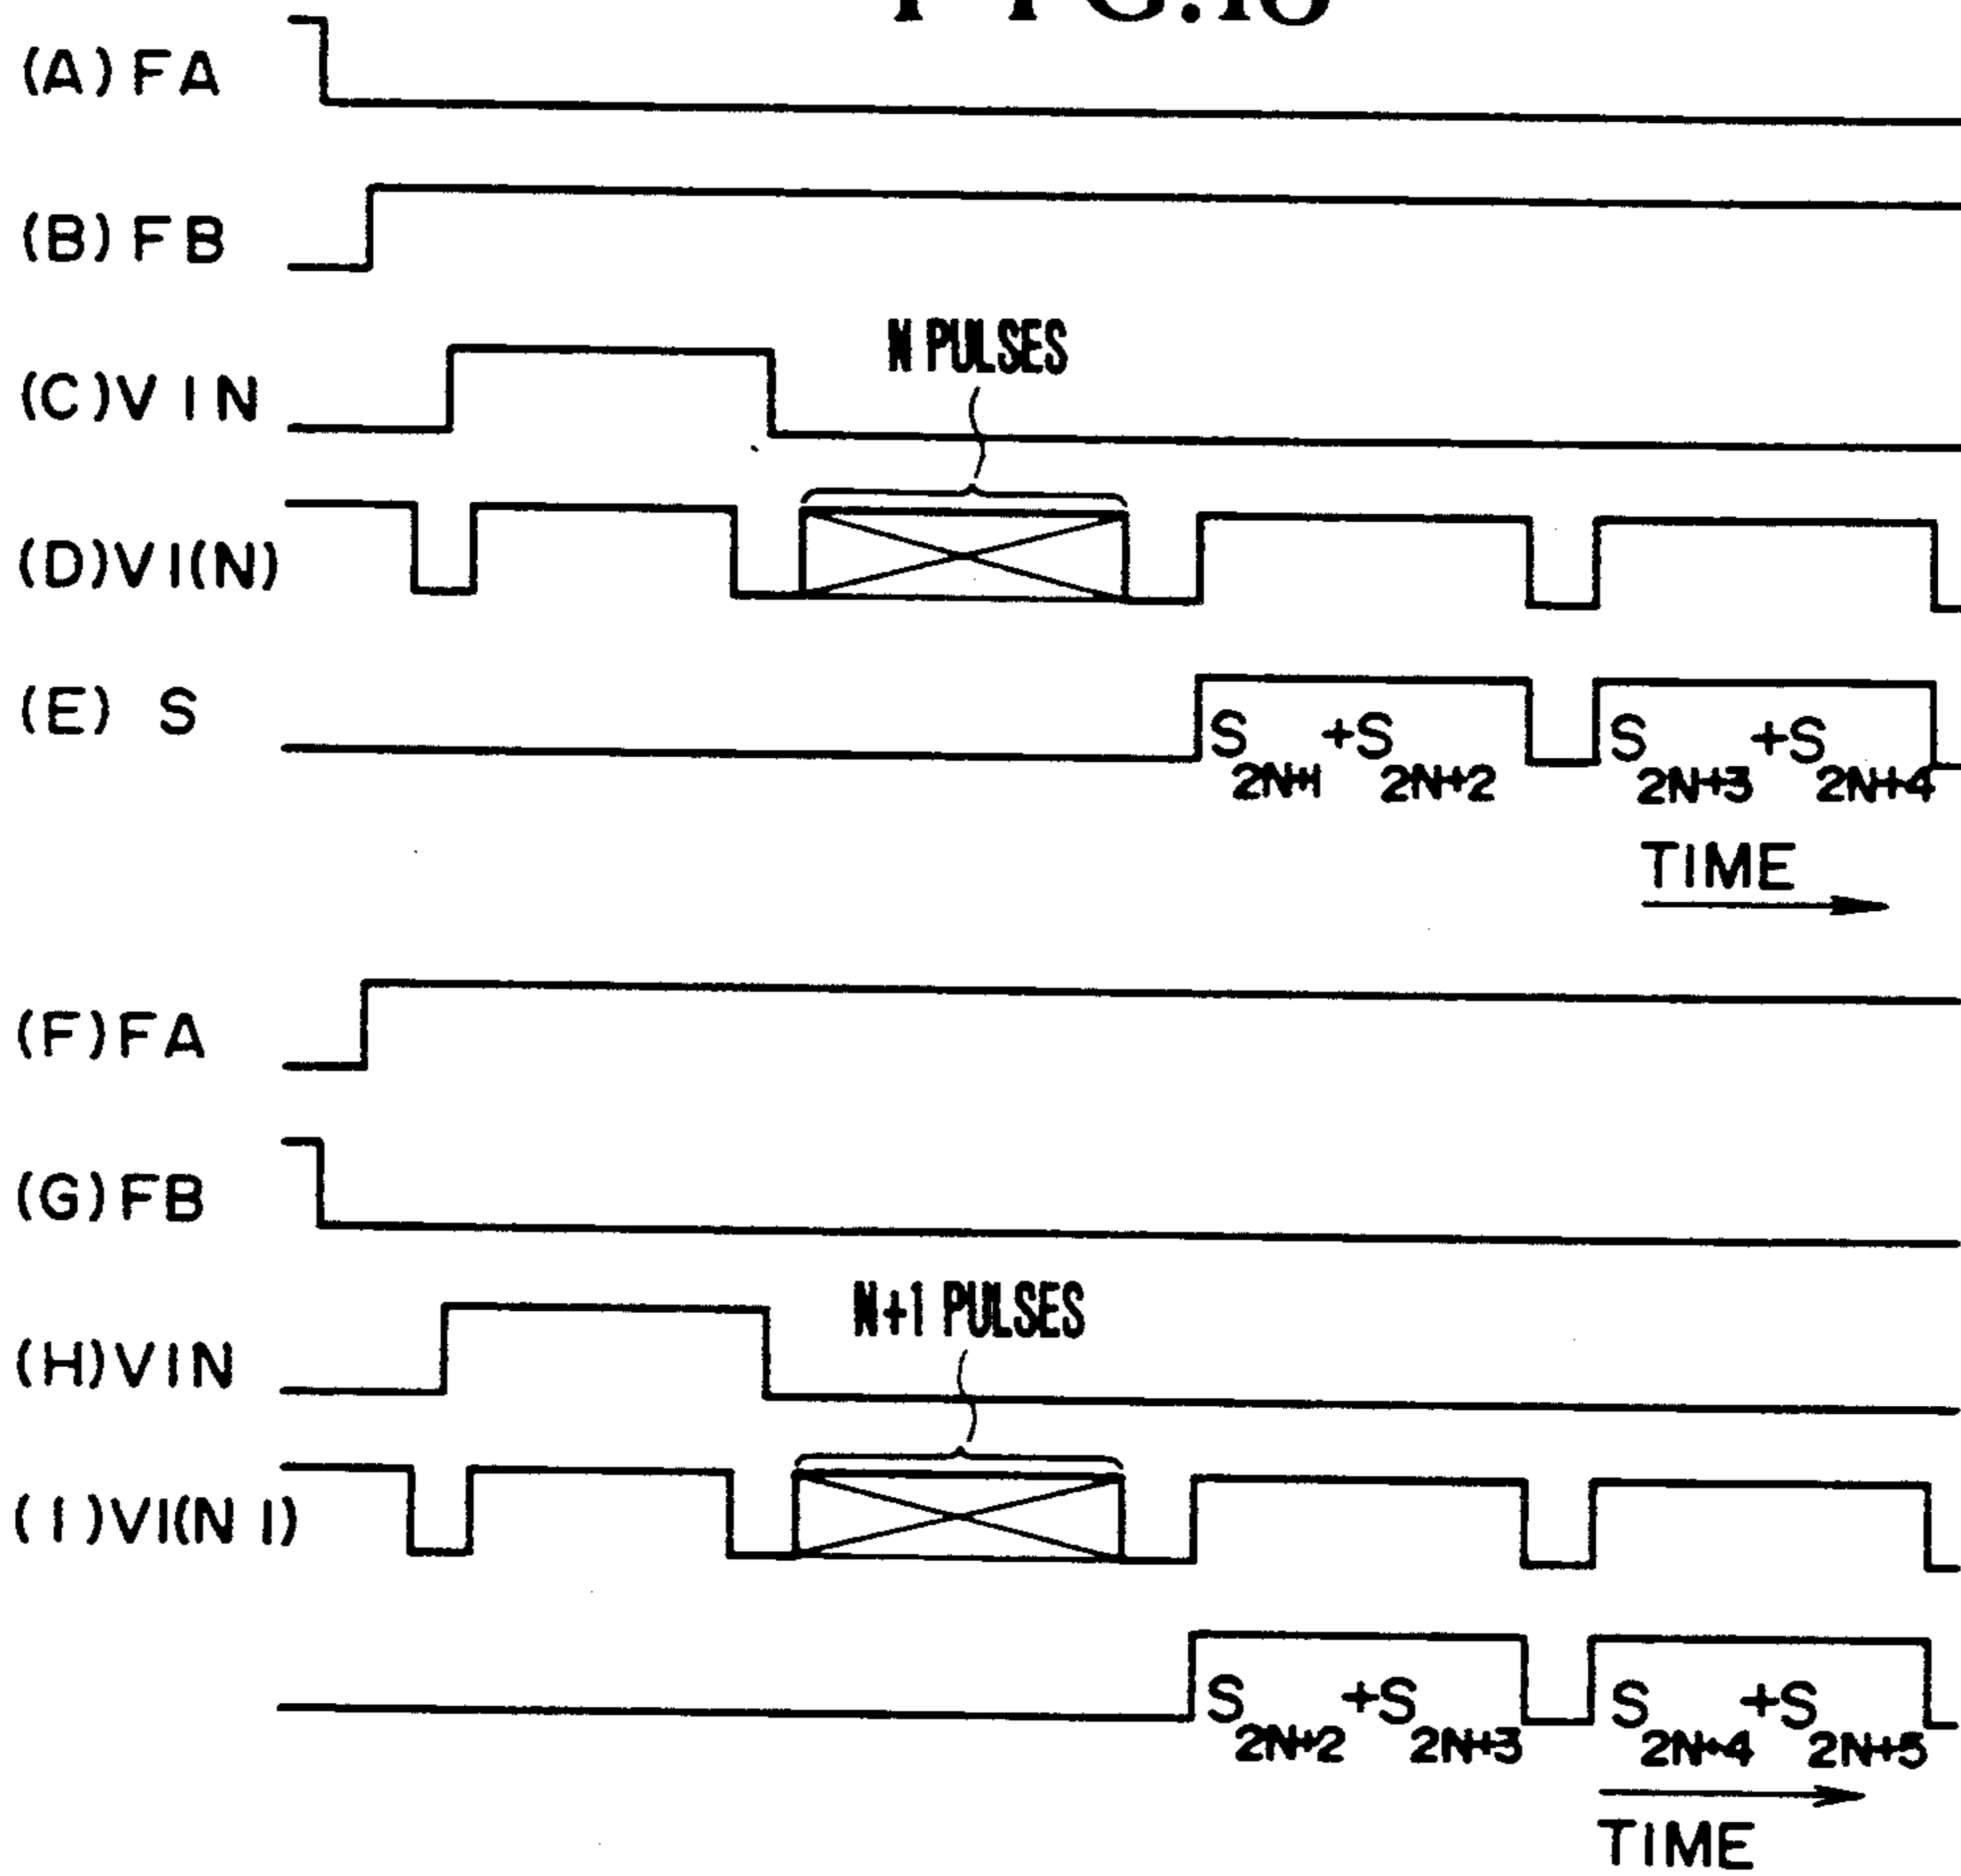 (A) FA
(B) FB
N PULSES
(C) VIN
(D) VI(N)
(E) S
S2N+1 +S2N+2
S2N+3 +S2N+4
TIME
(F) FA
(G) FB
N+1 PULSES
(H) VIN
(I) VI(N I)
S2N+2 +S2N+3
S2N+4 +S2N+5
TIME